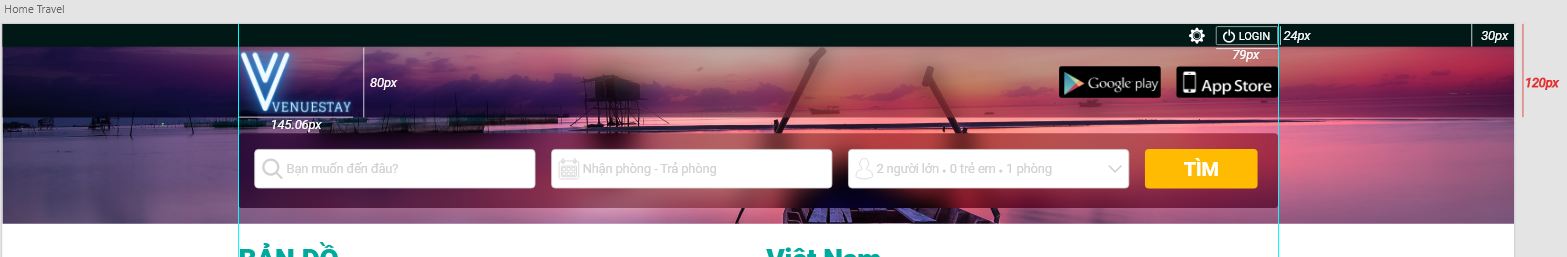 Home Travel
LOGIN
24px
30px
79px
80px
Google play
App Store
120px
VENUESTAY
145.06px
Bạn muốn đến đâu?
Nhận phòng - Trả phòng
2 người lớn • 0 trẻ em • 1 phòng
TÌM
BẢN ĐỒ
Việt Nam